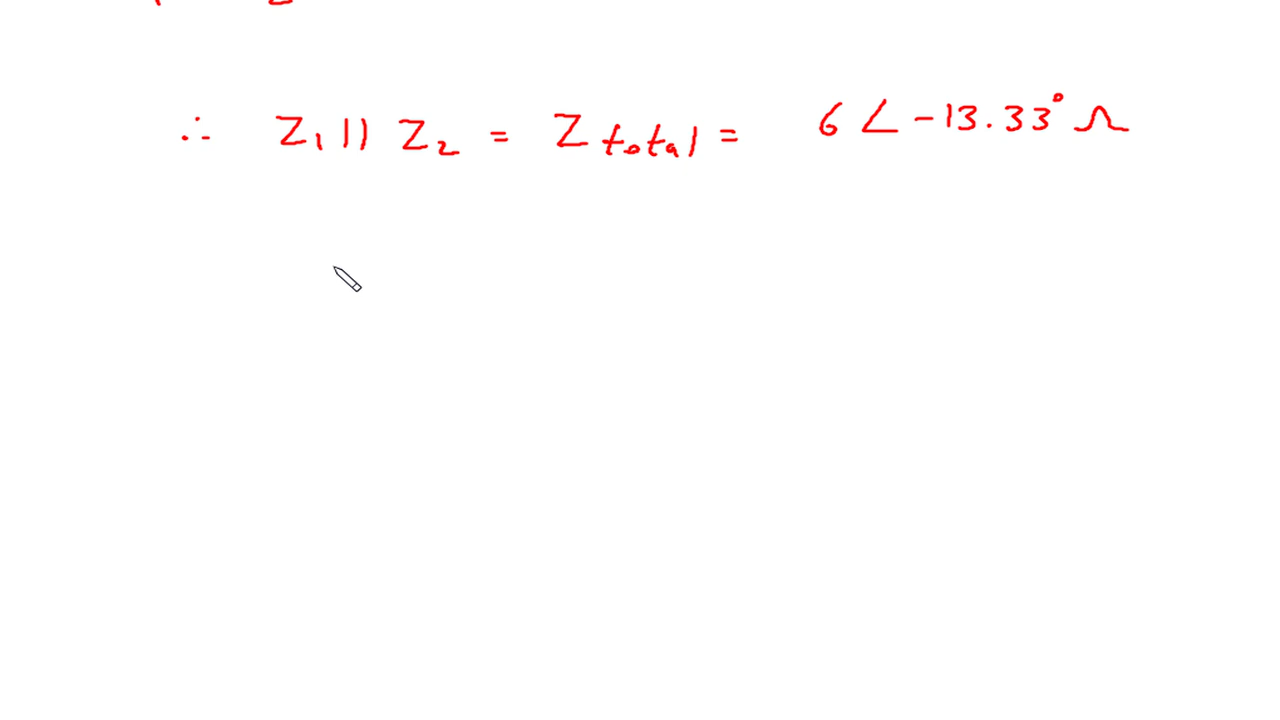 ∴ Z₁ || Z₂ = Z total = 6 ∠ -13.33° Ω